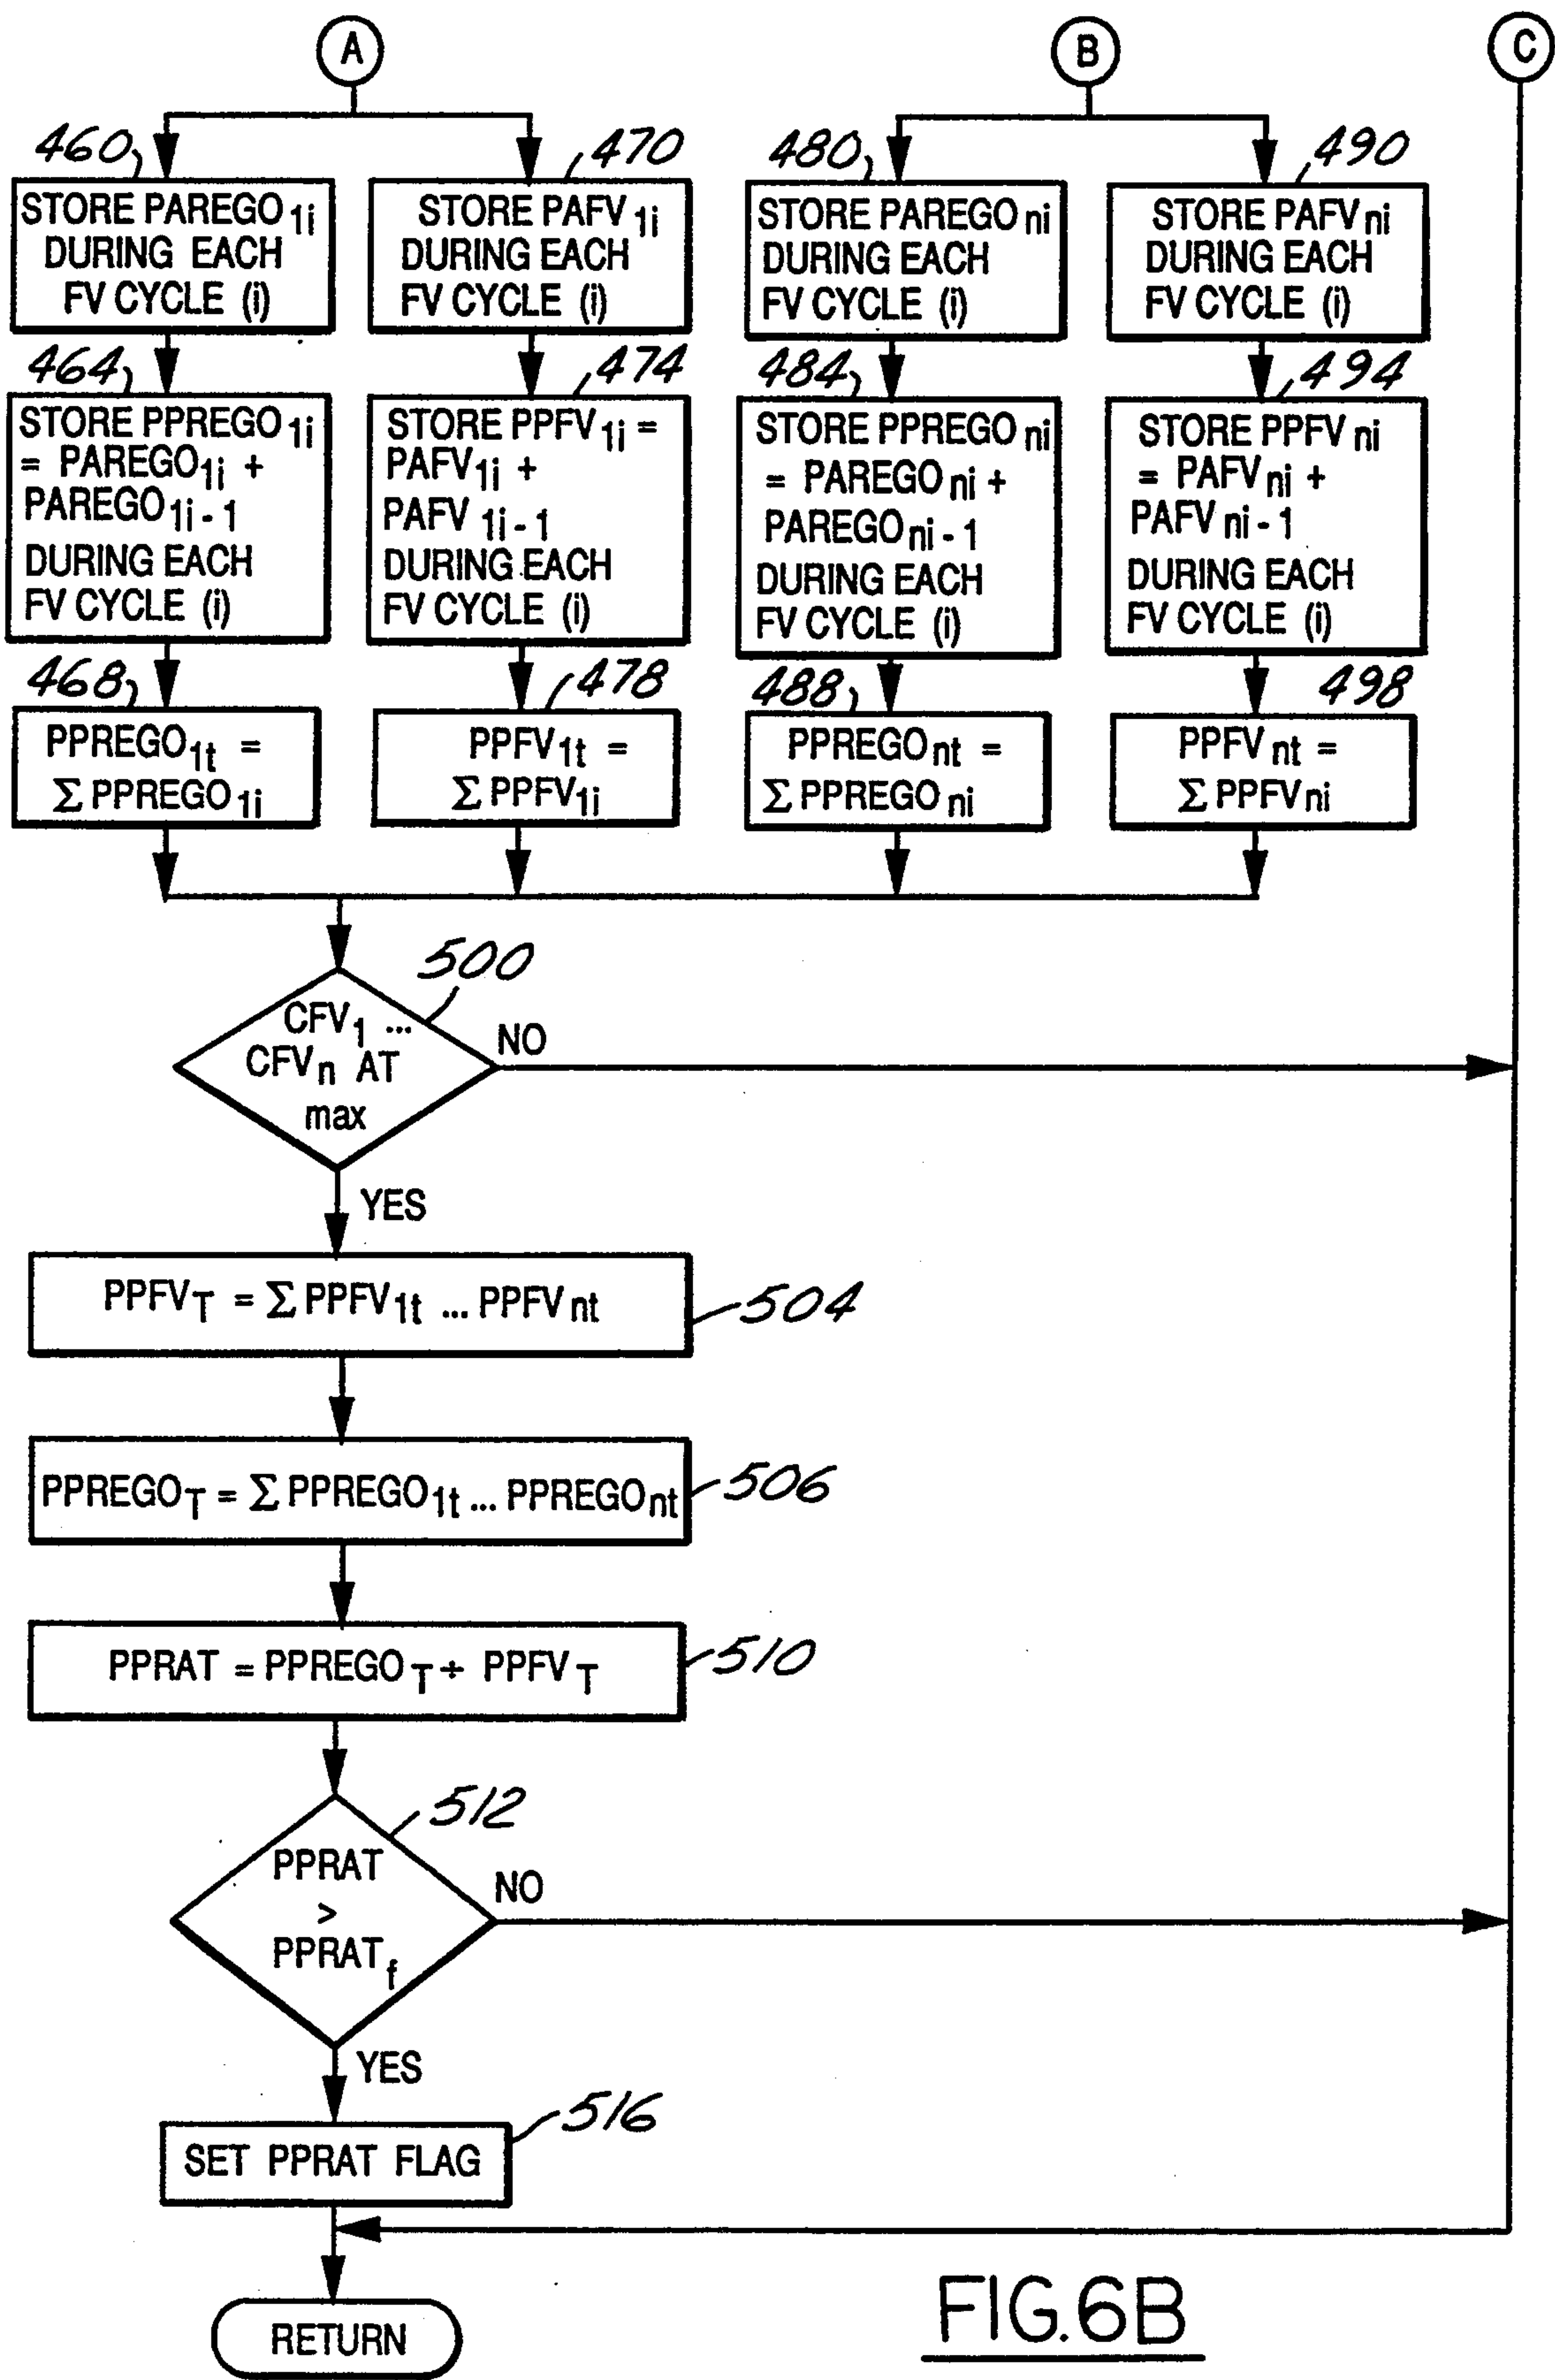 A
B
C
460
STORE PAREGO1i
DURING EACH
FV CYCLE (i)
470
STORE PAFV1i
DURING EACH
FV CYCLE (i)
480
STORE PAREGOni
DURING EACH
FV CYCLE (i)
490
STORE PAFVni
DURING EACH
FV CYCLE (i)
464
STORE PPREGO1i
= PAREGO1i +
PAREGO1i-1
DURING EACH
FV CYCLE (i)
474
STORE PPFV1i =
PAFV1i +
PAFV1i-1
DURING EACH
FV CYCLE (i)
484
STORE PPREGOni
= PAREGOni +
PAREGOni-1
DURING EACH
FV CYCLE (i)
494
STORE PPFVni
= PAFVni +
PAFVni-1
DURING EACH
FV CYCLE (i)
468
PPREGO1t =
Σ PPREGO1i
478
PPFV1t =
Σ PPFV1i
488
PPREGOnt =
Σ PPREGOni
498
PPFVnt =
Σ PPFVni
500
CFV1 ...
CFVn AT
max
NO
YES
PPFVT = Σ PPFV1t ... PPFVnt
504
PPREGOT = Σ PPREGO1t ... PPREGOnt
506
PPRAT = PPREGOT ÷ PPFVT
510
512
PPRAT
>
PPRATf
NO
YES
516
SET PPRAT FLAG
RETURN
FIG.6B